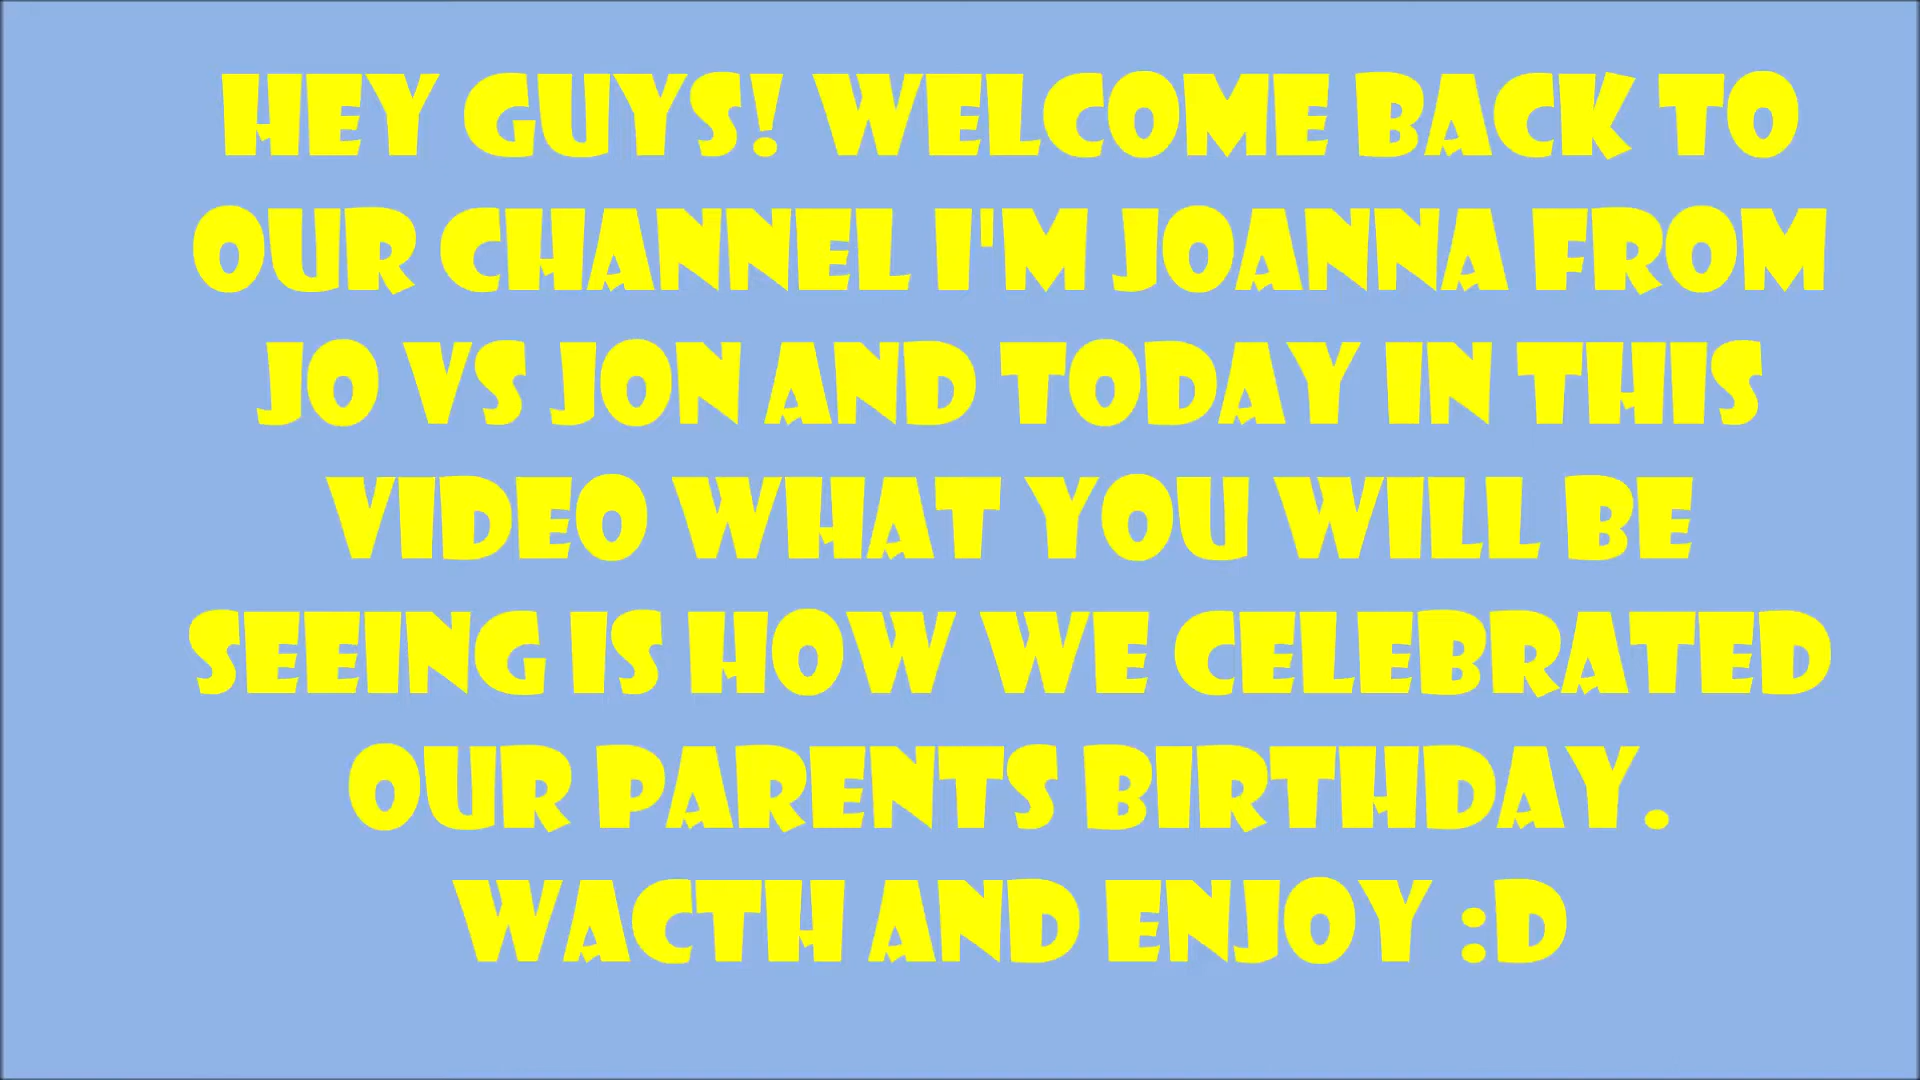 HEY GUYS! WELCOME BACK TO
OUR CHANNEL I'M JOANNA FROM
JO VS JON AND TODAY IN THIS
VIDEO WHAT YOU WILL BE
SEEING IS HOW WE CELEBRATED
OUR PARENTS BIRTHDAY.
WACTH AND ENJOY :D